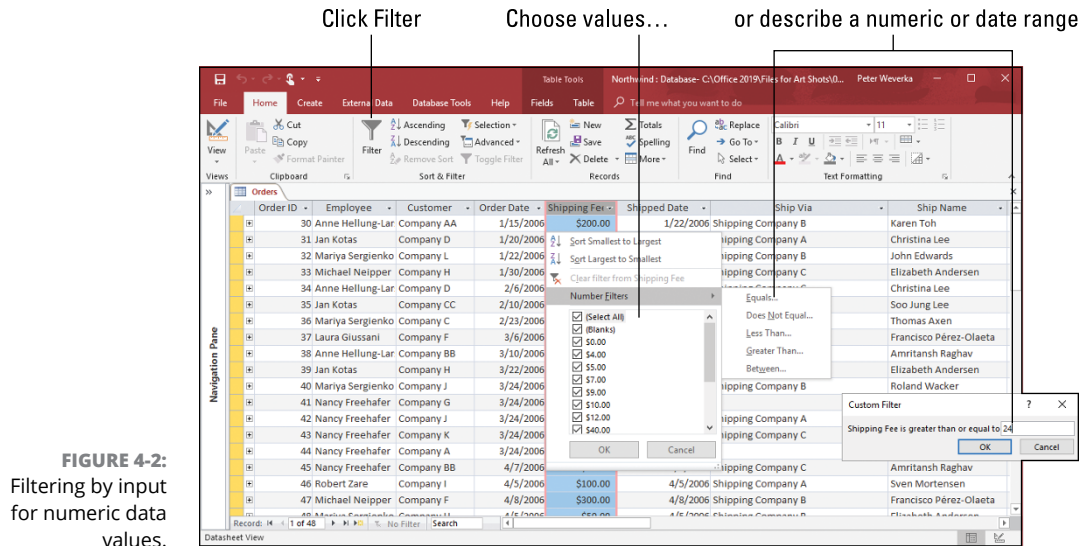 Click Filter Choose values… or describe a numeric or date range
Table Tools Northwind : Database- C:\Office 2019\Files for Art Shots\0... Peter Weverka
File Home Create External Data Database Tools Help Fields Table Tell me what you want to do
View Paste Cut Copy Format Painter Filter Ascending Descending Remove Sort Selection Advanced Toggle Filter Refresh All New Save Delete Totals Spelling More Find Replace Go To Select Calibri 11 B I U A
Views Clipboard Sort & Filter Records Find Text Formatting
Orders
Order ID Employee Customer Order Date Shipping Fee Shipped Date Ship Via Ship Name
30 Anne Hellung-Lar Company AA 1/15/2006 $200.00 1/22/2006 Shipping Company B Karen Toh
31 Jan Kotas Company D 1/20/2006 Shipping Company A Christina Lee
32 Mariya Sergienko Company L 1/22/2006 Shipping Company B John Edwards
33 Michael Neipper Company H 1/30/2006 Shipping Company C Elizabeth Andersen
34 Anne Hellung-Lar Company D 2/6/2006 Christina Lee
35 Jan Kotas Company CC 2/10/2006 Soo Jung Lee
36 Mariya Sergienko Company C 2/23/2006 Thomas Axen
37 Laura Giussani Company F 3/6/2006 Francisco Pérez-Olaeta
38 Anne Hellung-Lar Company BB 3/10/2006 Amritansh Raghav
39 Jan Kotas Company H 3/22/2006 Elizabeth Andersen
40 Mariya Sergienko Company J 3/24/2006 Shipping Company B Roland Wacker
41 Nancy Freehafer Company G 3/24/2006
42 Nancy Freehafer Company J 3/24/2006 hipping Company A
43 Nancy Freehafer Company K 3/24/2006 hipping Company C
44 Nancy Freehafer Company A 3/24/2006
45 Nancy Freehafer Company BB 4/7/2006 hipping Company C Amritansh Raghav
46 Robert Zare Company I 4/5/2006 $100.00 4/5/2006 Shipping Company A Sven Mortensen
47 Michael Neipper Company F 4/8/2006 $300.00 4/8/2006 Shipping Company B Francisco Pérez-Olaeta
Sort Smallest to Largest
Sort Largest to Smallest
Clear filter from Shipping Fee
Number Filters
(Select All)
(Blanks)
$0.00
$4.00
$5.00
$7.00
$9.00
$10.00
$12.00
$40.00
OK Cancel
Equals...
Does Not Equal...
Less Than...
Greater Than...
Between...
Custom Filter ?
Shipping Fee is greater than or equal to 24
OK Cancel
Navigation Pane
Record: 1 of 48 No Filter Search
Datasheet View
FIGURE 4-2:
Filtering by input
for numeric data
values.